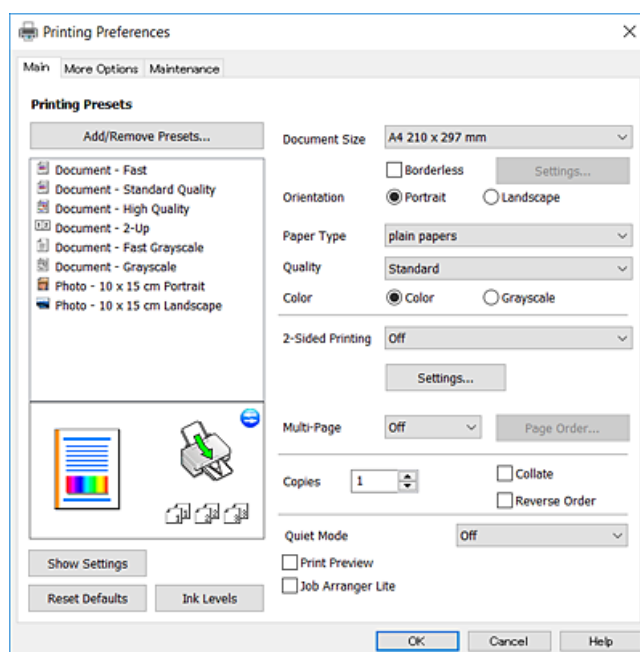 Printing Preferences
Main More Options Maintenance
Printing Presets
Add/Remove Presets...
Document - Fast
Document - Standard Quality
Document - High Quality
Document - 2-Up
Document - Fast Grayscale
Document - Grayscale
Photo - 10 x 15 cm Portrait
Photo - 10 x 15 cm Landscape
1 2 3
Show Settings
Reset Defaults Ink Levels
Document Size A4 210 x 297 mm
Borderless Settings...
Orientation Portrait Landscape
Paper Type plain papers
Quality Standard
Color Color Grayscale
2-Sided Printing Off
Settings...
Multi-Page Off Page Order...
Copies 1 Collate
Reverse Order
Quiet Mode Off
Print Preview
Job Arranger Lite
OK Cancel Help